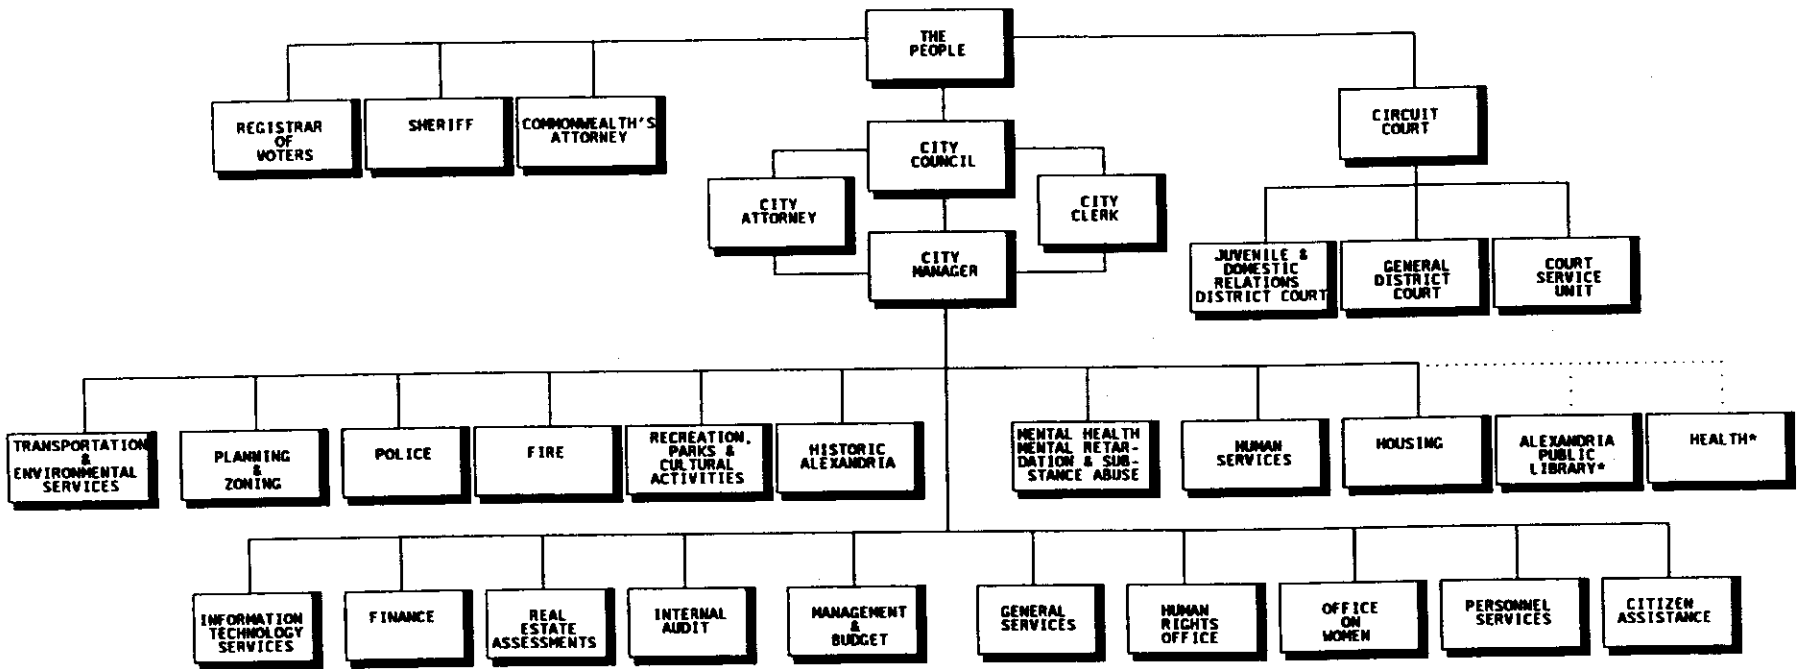 THE
PEOPLE
REGISTRAR
OF
VOTERS
SHERIFF
COMMONWEALTH'S
ATTORNEY
CIRCUIT
COURT
CITY
COUNCIL
CITY
ATTORNEY
CITY
CLERK
CITY
MANAGER
JUVENILE &
DOMESTIC
RELATIONS
DISTRICT COURT
GENERAL
DISTRICT
COURT
COURT
SERVICE
UNIT
TRANSPORTATION
&
ENVIRONMENTAL
SERVICES
PLANNING
&
ZONING
POLICE
FIRE
RECREATION,
PARKS &
CULTURAL
ACTIVITIES
HISTORIC
ALEXANDRIA
MENTAL HEALTH
MENTAL RETAR-
DATION & SUB-
STANCE ABUSE
HUMAN
SERVICES
HOUSING
ALEXANDRIA
PUBLIC
LIBRARY*
HEALTH*
INFORMATION
TECHNOLOGY
SERVICES
FINANCE
REAL
ESTATE
ASSESSMENTS
INTERNAL
AUDIT
MANAGEMENT
&
BUDGET
GENERAL
SERVICES
HUMAN
RIGHTS
OFFICE
OFFICE
ON
WOMEN
PERSONNEL
SERVICES
CITIZEN
ASSISTANCE